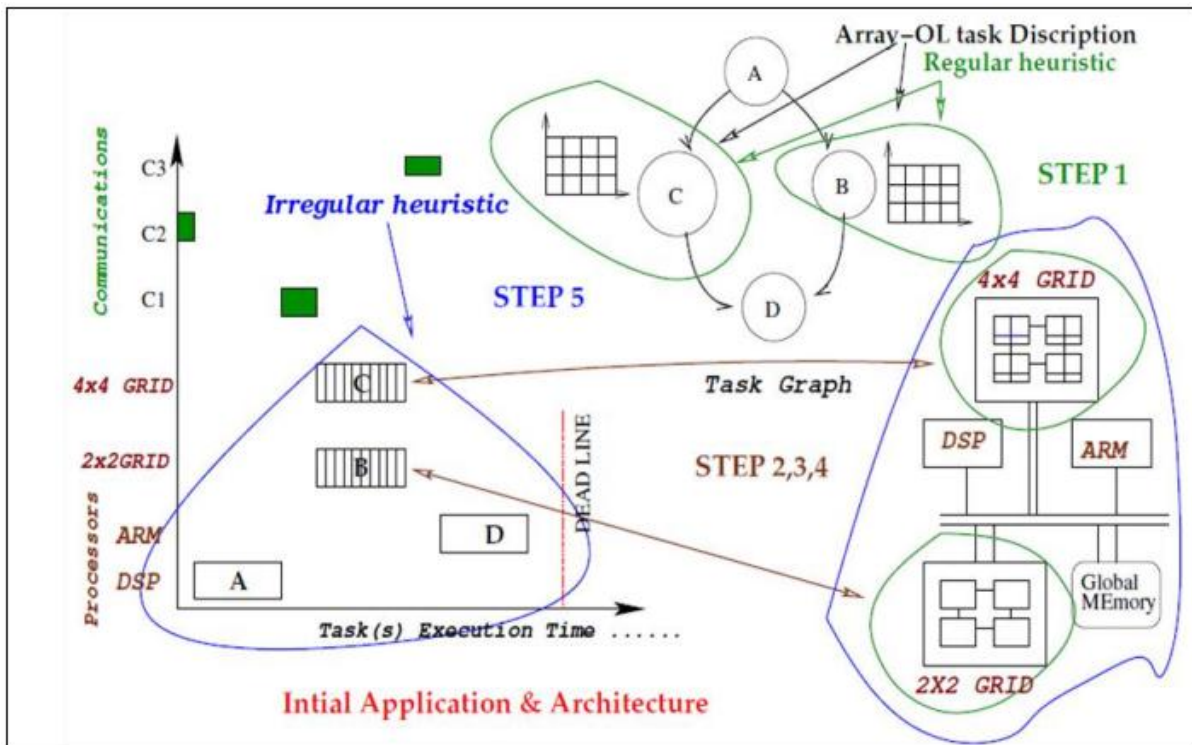 Array-OL task Discription
Regular heuristic
A
C
B
D
STEP 1
Communications
C3
C2
C1
Irregular heuristic
STEP 5
4x4 GRID
4x4 GRID
C
Task Graph
2x2GRID
B
DEAD LINE
STEP 2,3,4
DSP
ARM
Processors
ARM
D
DSP
A
Global
MEmory
Task(s) Execution Time ......
2X2 GRID
Intial Application & Architecture